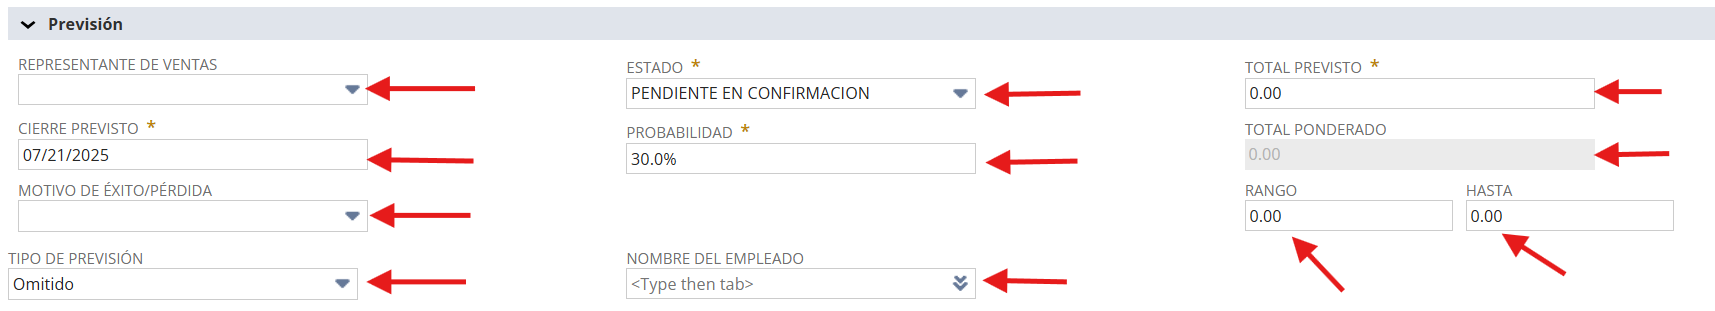 Previsión
REPRESENTANTE DE VENTAS
ESTADO *
PENDIENTE EN CONFIRMACION
TOTAL PREVISTO *
0.00
CIERRE PREVISTO *
07/21/2025
PROBABILIDAD *
30.0%
TOTAL PONDERADO
0.00
MOTIVO DE ÉXITO/PÉRDIDA
RANGO
0.00
HASTA
0.00
TIPO DE PREVISIÓN
Omitido
NOMBRE DEL EMPLEADO
<Type then tab>